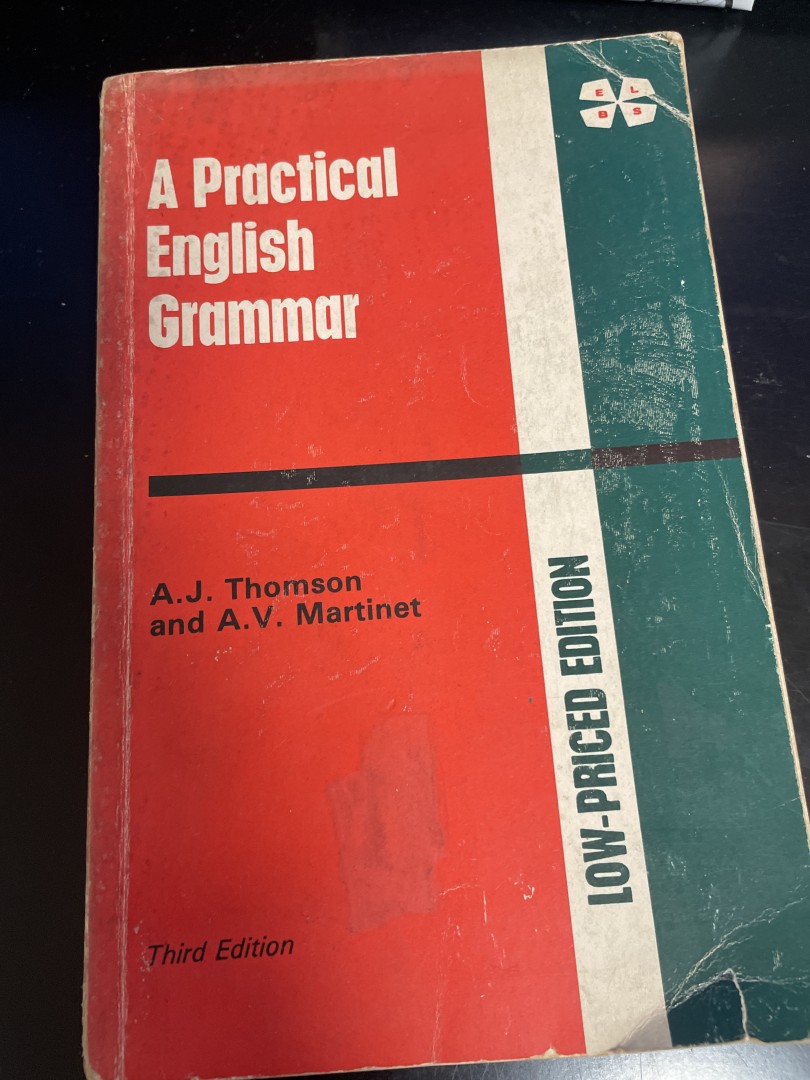 E L
B S
A Practical
English
Grammar
A.J. Thomson
and A.V. Martinet
LOW-PRICED EDITION
Third Edition